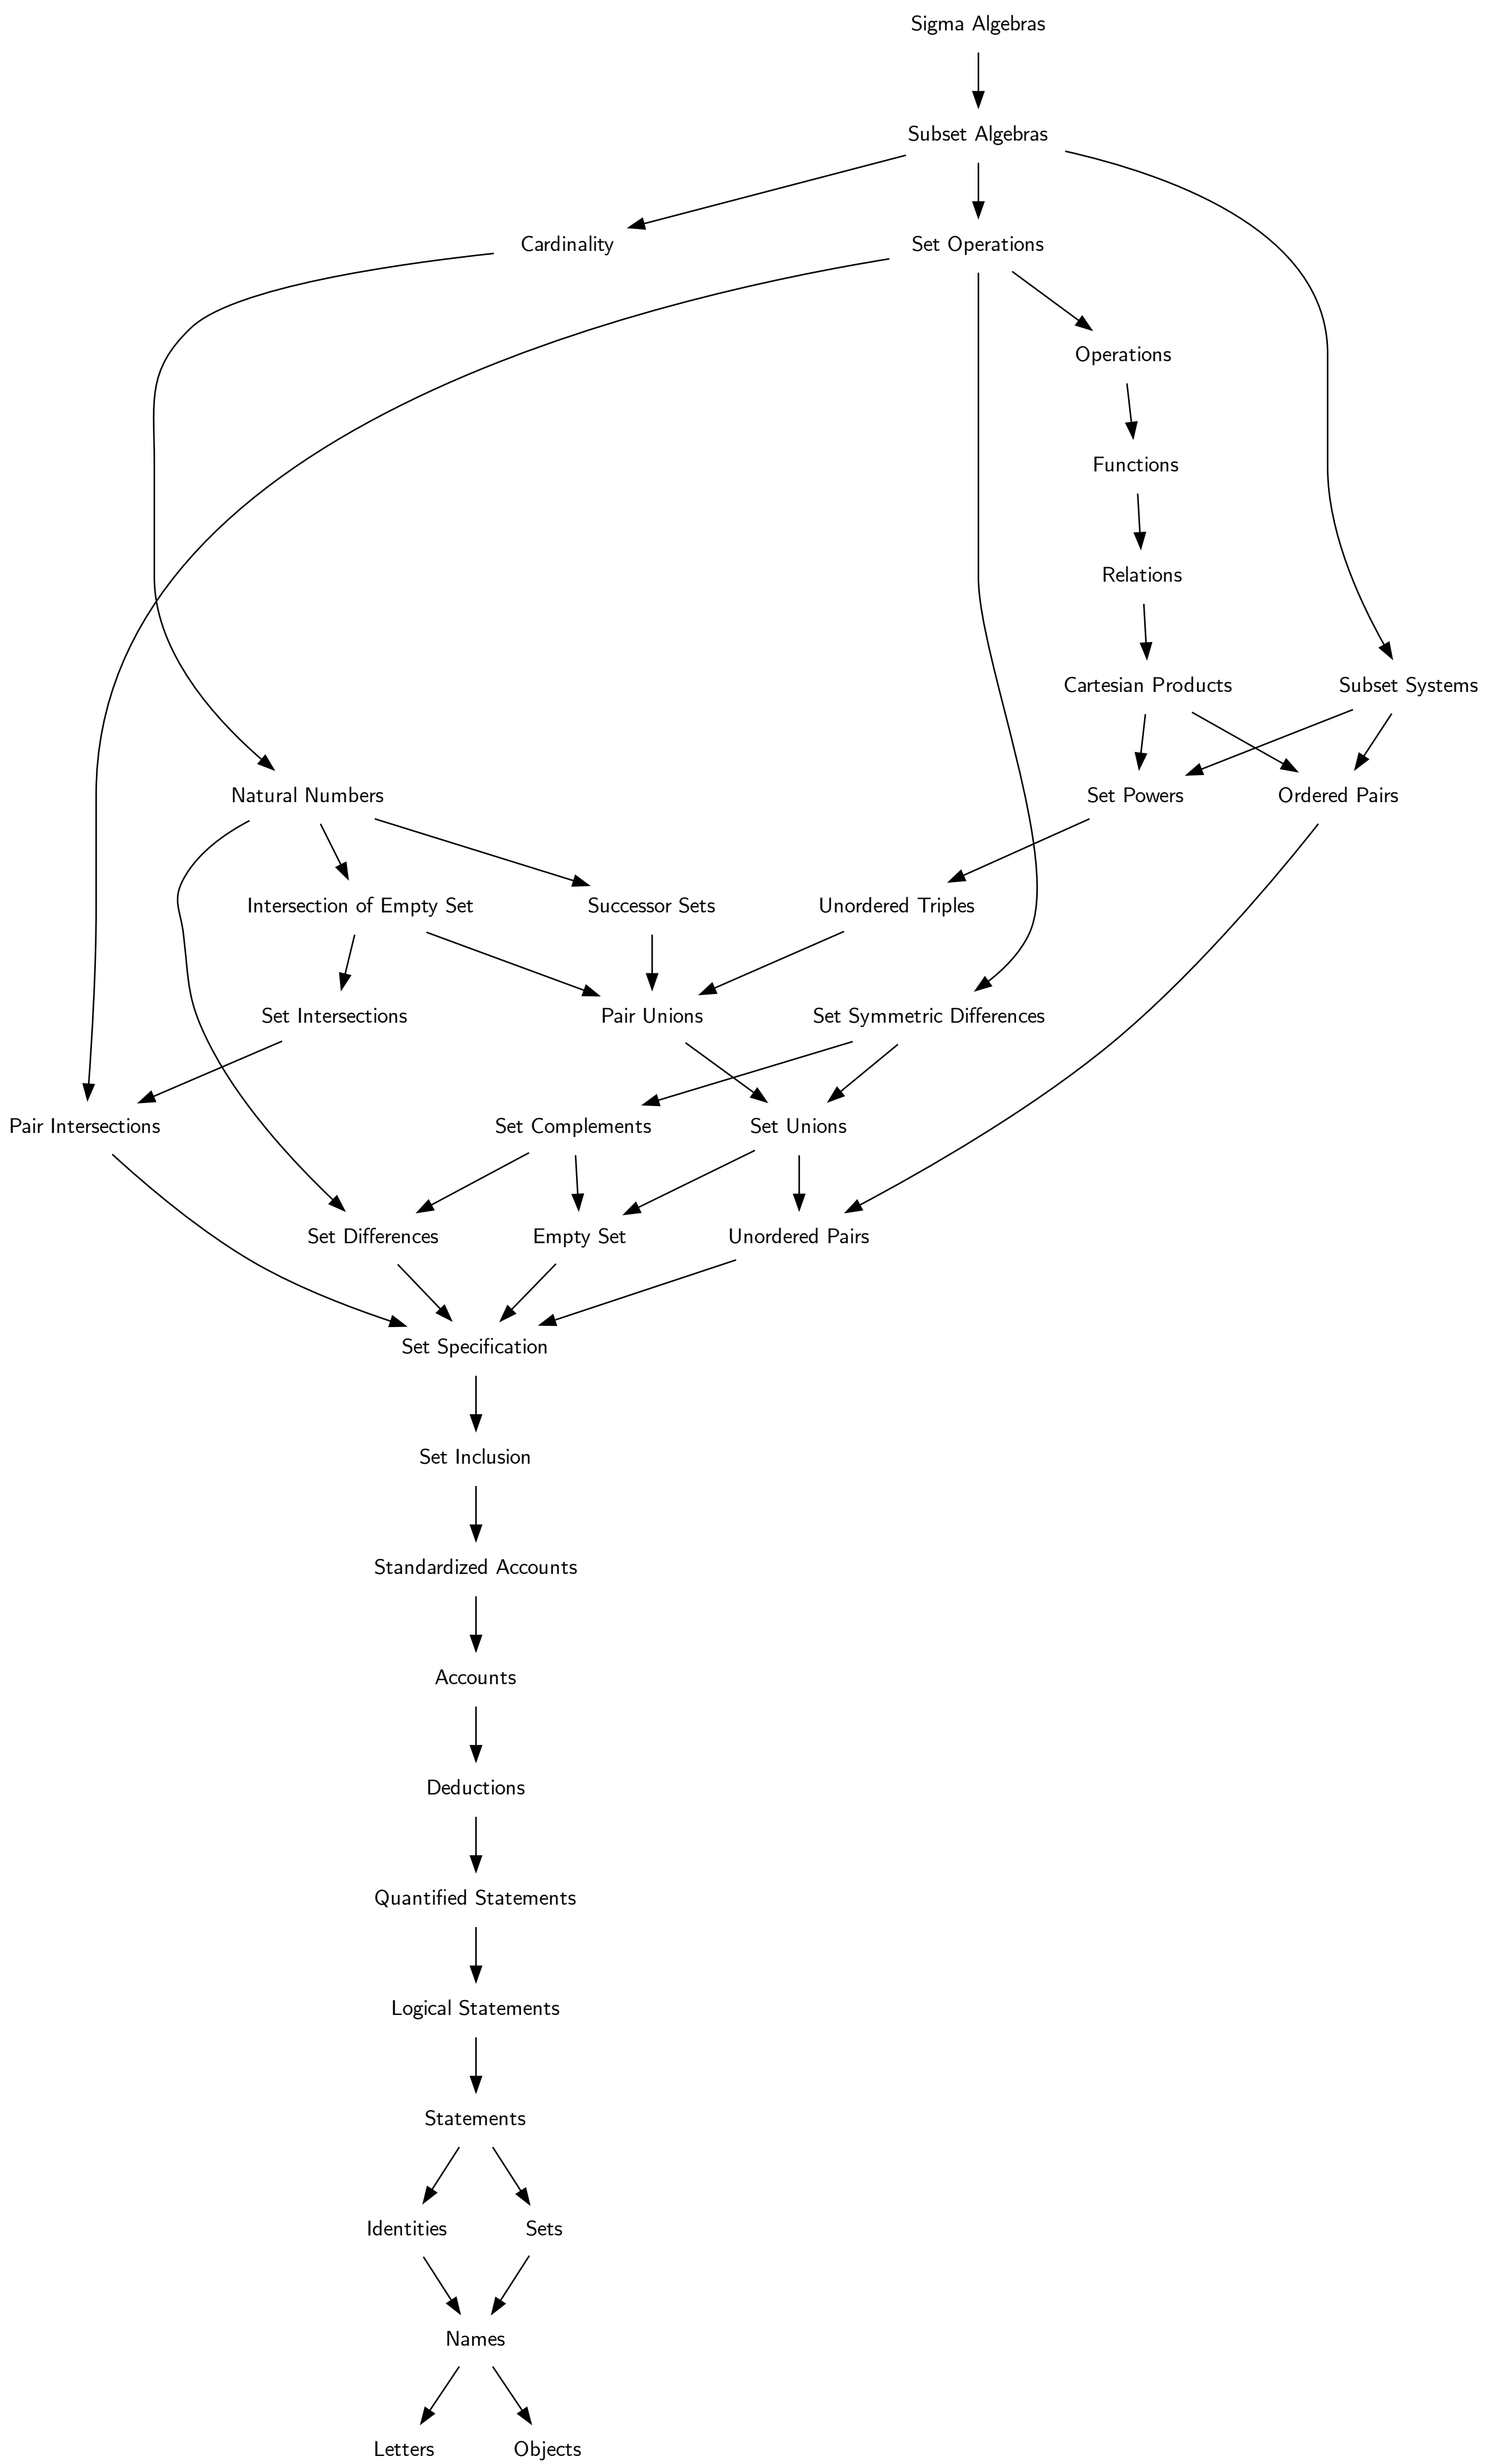 Sigma Algebras
Subset Algebras
Cardinality
Set Operations
Operations
Functions
Relations
Cartesian Products
Subset Systems
Natural Numbers
Set Powers
Ordered Pairs
Intersection of Empty Set
Successor Sets
Unordered Triples
Set Intersections
Pair Unions
Set Symmetric Differences
Pair Intersections
Set Complements
Set Unions
Set Differences
Empty Set
Unordered Pairs
Set Specification
Set Inclusion
Standardized Accounts
Accounts
Deductions
Quantified Statements
Logical Statements
Statements
Identities
Sets
Names
Letters
Objects